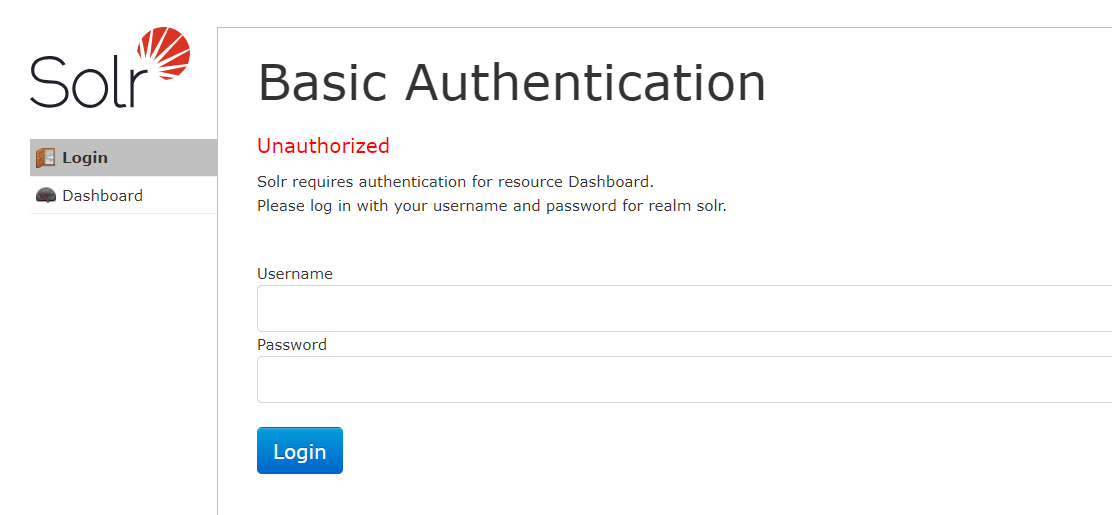 Solr
Login
Dashboard
Basic Authentication
Unauthorized
Solr requires authentication for resource Dashboard.
Please log in with your username and password for realm solr.
Username
Password
Login